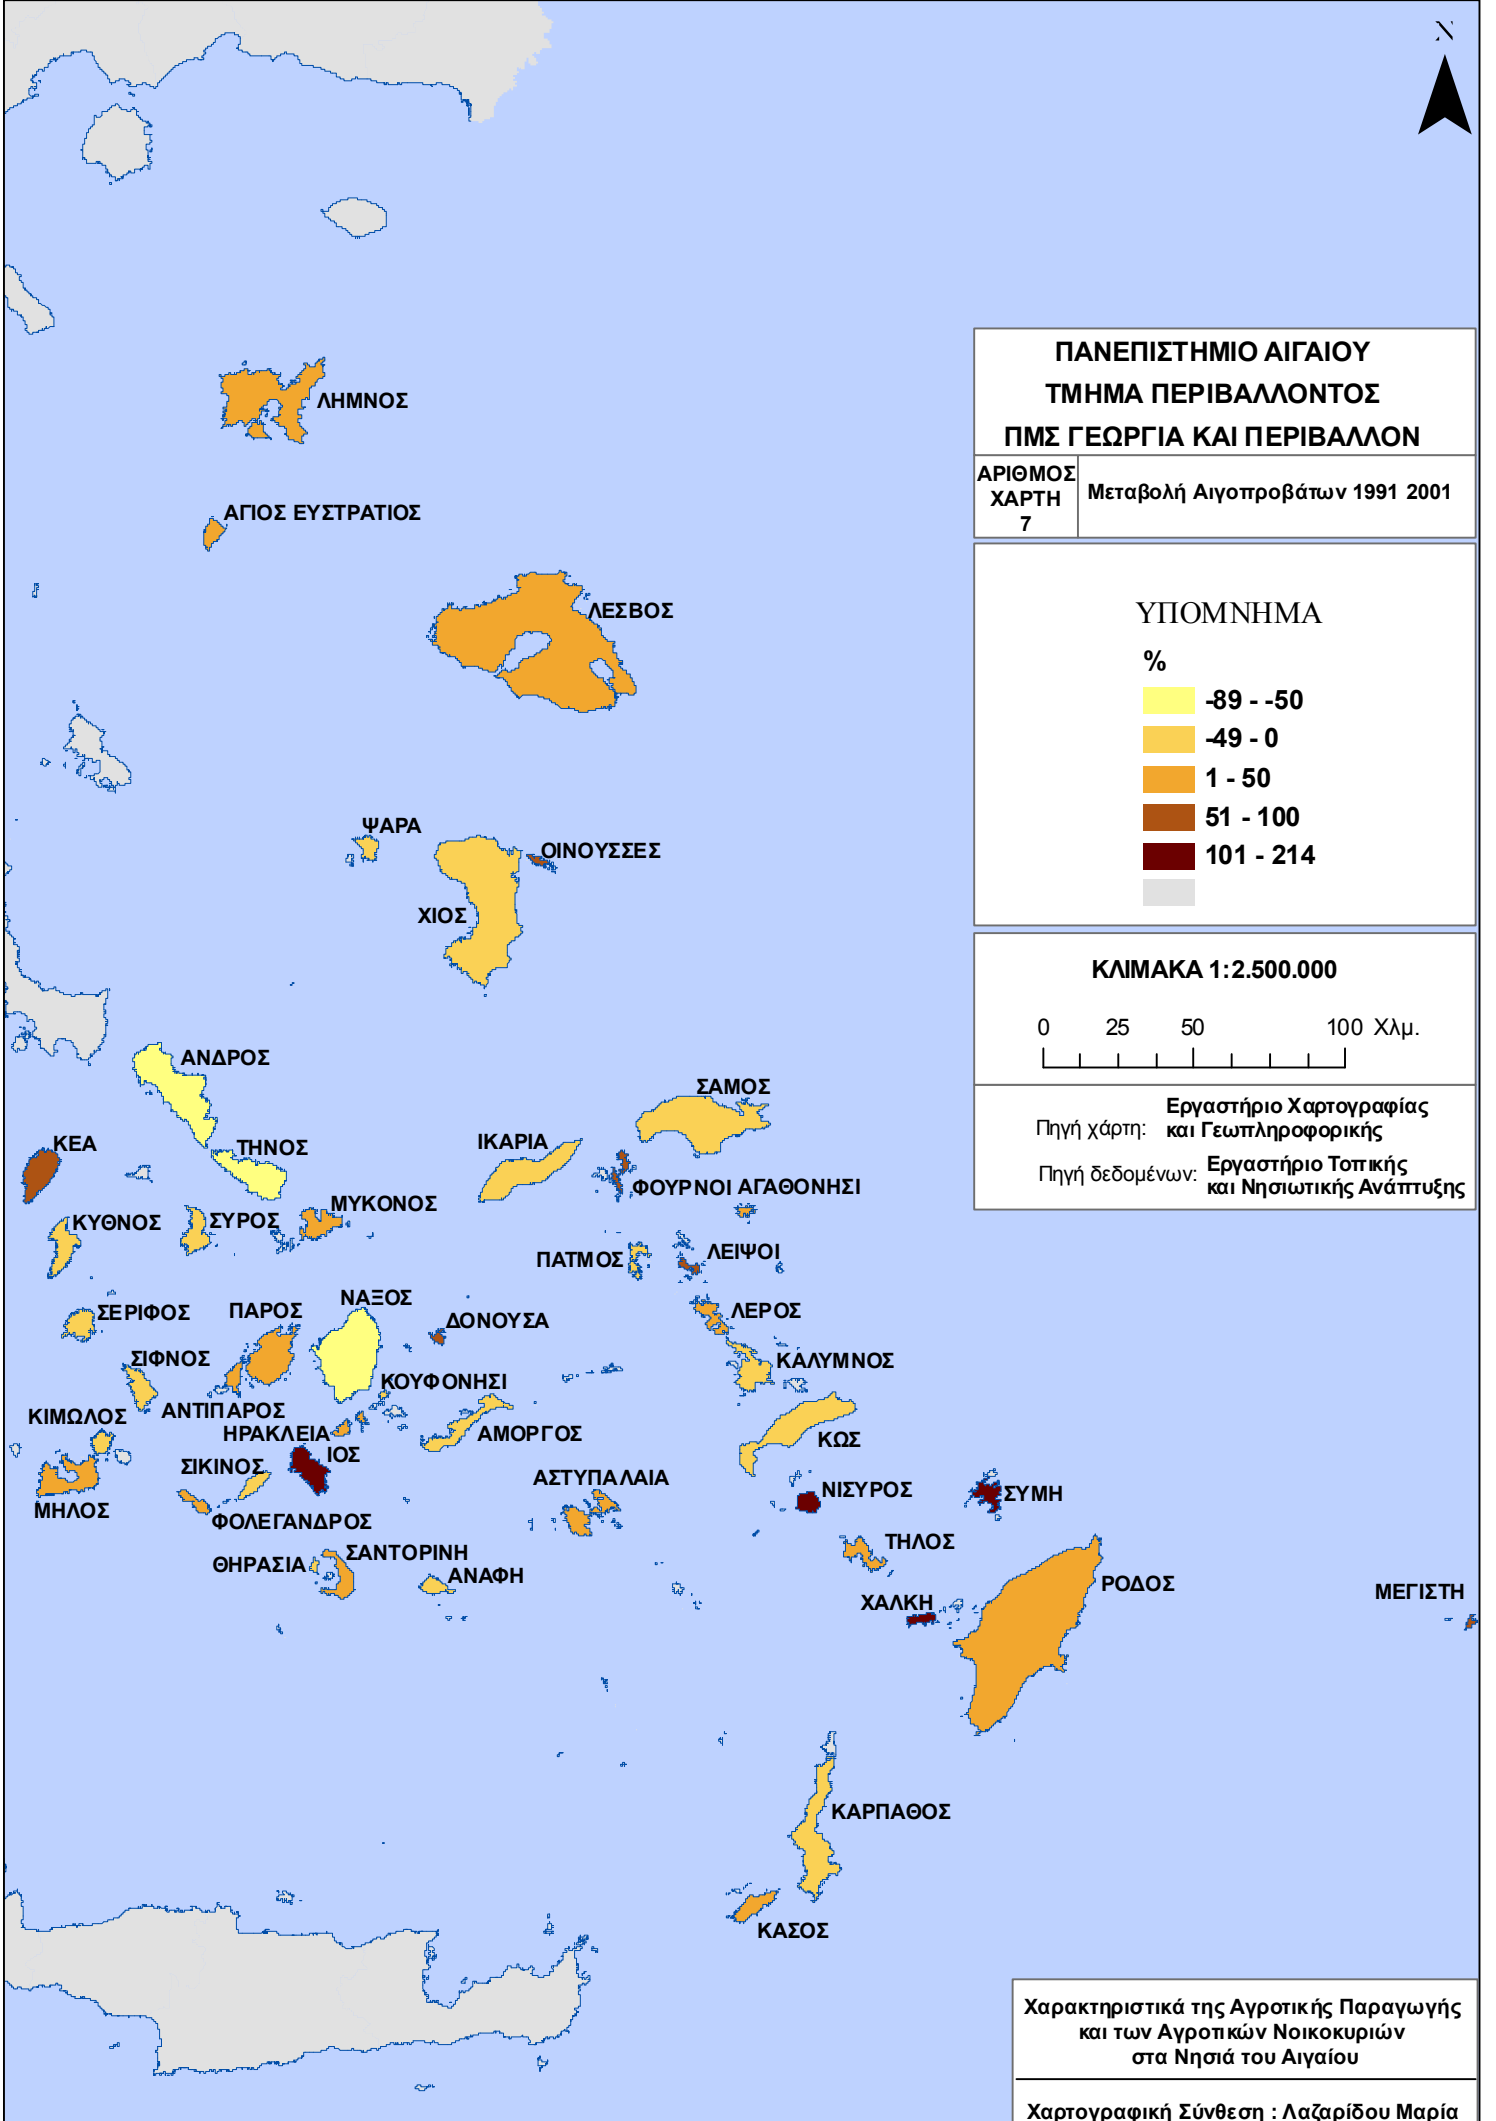 N
ΠΑΝΕΠΙΣΤΗΜΙΟ ΑΙΓΑΙΟΥ
ΤΜΗΜΑ ΠΕΡΙΒΑΛΛΟΝΤΟΣ
ΠΜΣ ΓΕΩΡΓΙΑ ΚΑΙ ΠΕΡΙΒΑΛΛΟΝ
ΑΡΙΘΜΟΣ
ΧΑΡΤΗ
7
Μεταβολή Αιγοπροβάτων 1991 2001
ΥΠΟΜΝΗΜΑ
%
-89 - -50
-49 - 0
1 - 50
51 - 100
101 - 214
ΚΛΙΜΑΚΑ 1:2.500.000
0 25 50 100 Χλμ.
Πηγή χάρτη: Εργαστήριο Χαρτογραφίας
και Γεωπληροφορικής
Πηγή δεδομένων: Εργαστήριο Τοπικής
και Νησιωτικής Ανάπτυξης
ΛΗΜΝΟΣ
ΑΓΙΟΣ ΕΥΣΤΡΑΤΙΟΣ
ΛΕΣΒΟΣ
ΨΑΡΑ
ΟΙΝΟΥΣΣΕΣ
ΧΙΟΣ
ΑΝΔΡΟΣ
ΣΑΜΟΣ
ΚΕΑ
ΤΗΝΟΣ
ΙΚΑΡΙΑ
ΦΟΥΡΝΟΙ
ΑΓΑΘΟΝΗΣΙ
ΜΥΚΟΝΟΣ
ΚΥΘΝΟΣ
ΣΥΡΟΣ
ΠΑΤΜΟΣ
ΛΕΙΨΟΙ
ΣΕΡΙΦΟΣ
ΠΑΡΟΣ
ΝΑΞΟΣ
ΔΟΝΟΥΣΑ
ΛΕΡΟΣ
ΣΙΦΝΟΣ
ΚΟΥΦΟΝΗΣΙ
ΚΑΛΥΜΝΟΣ
ΑΝΤΙΠΑΡΟΣ
ΚΙΜΩΛΟΣ
ΗΡΑΚΛΕΙΑ
ΑΜΟΡΓΟΣ
ΚΩΣ
ΙΟΣ
ΣΙΚΙΝΟΣ
ΑΣΤΥΠΑΛΑΙΑ
ΝΙΣΥΡΟΣ
ΣΥΜΗ
ΜΗΛΟΣ
ΦΟΛΕΓΑΝΔΡΟΣ
ΤΗΛΟΣ
ΣΑΝΤΟΡΙΝΗ
ΘΗΡΑΣΙΑ
ΑΝΑΦΗ
ΡΟΔΟΣ
ΜΕΓΙΣΤΗ
ΧΑΛΚΗ
ΚΑΡΠΑΘΟΣ
ΚΑΣΟΣ
Χαρακτηριστικά της Αγροτικής Παραγωγής
και των Αγροτικών Νοικοκυριών
στα Νησιά του Αιγαίου
Χαρτογραφική Σύνθεση : Λαζαρίδου Μαρία